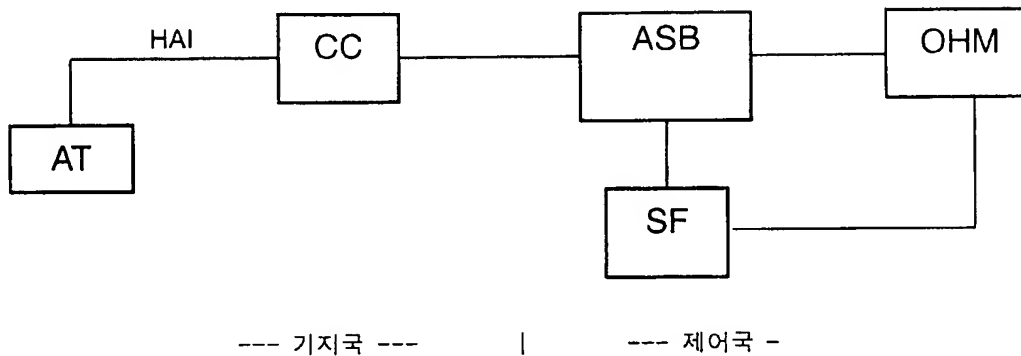 HAI
CC
ASB
OHM
AT
SF
--- 기지국 --- | --- 제어국 -